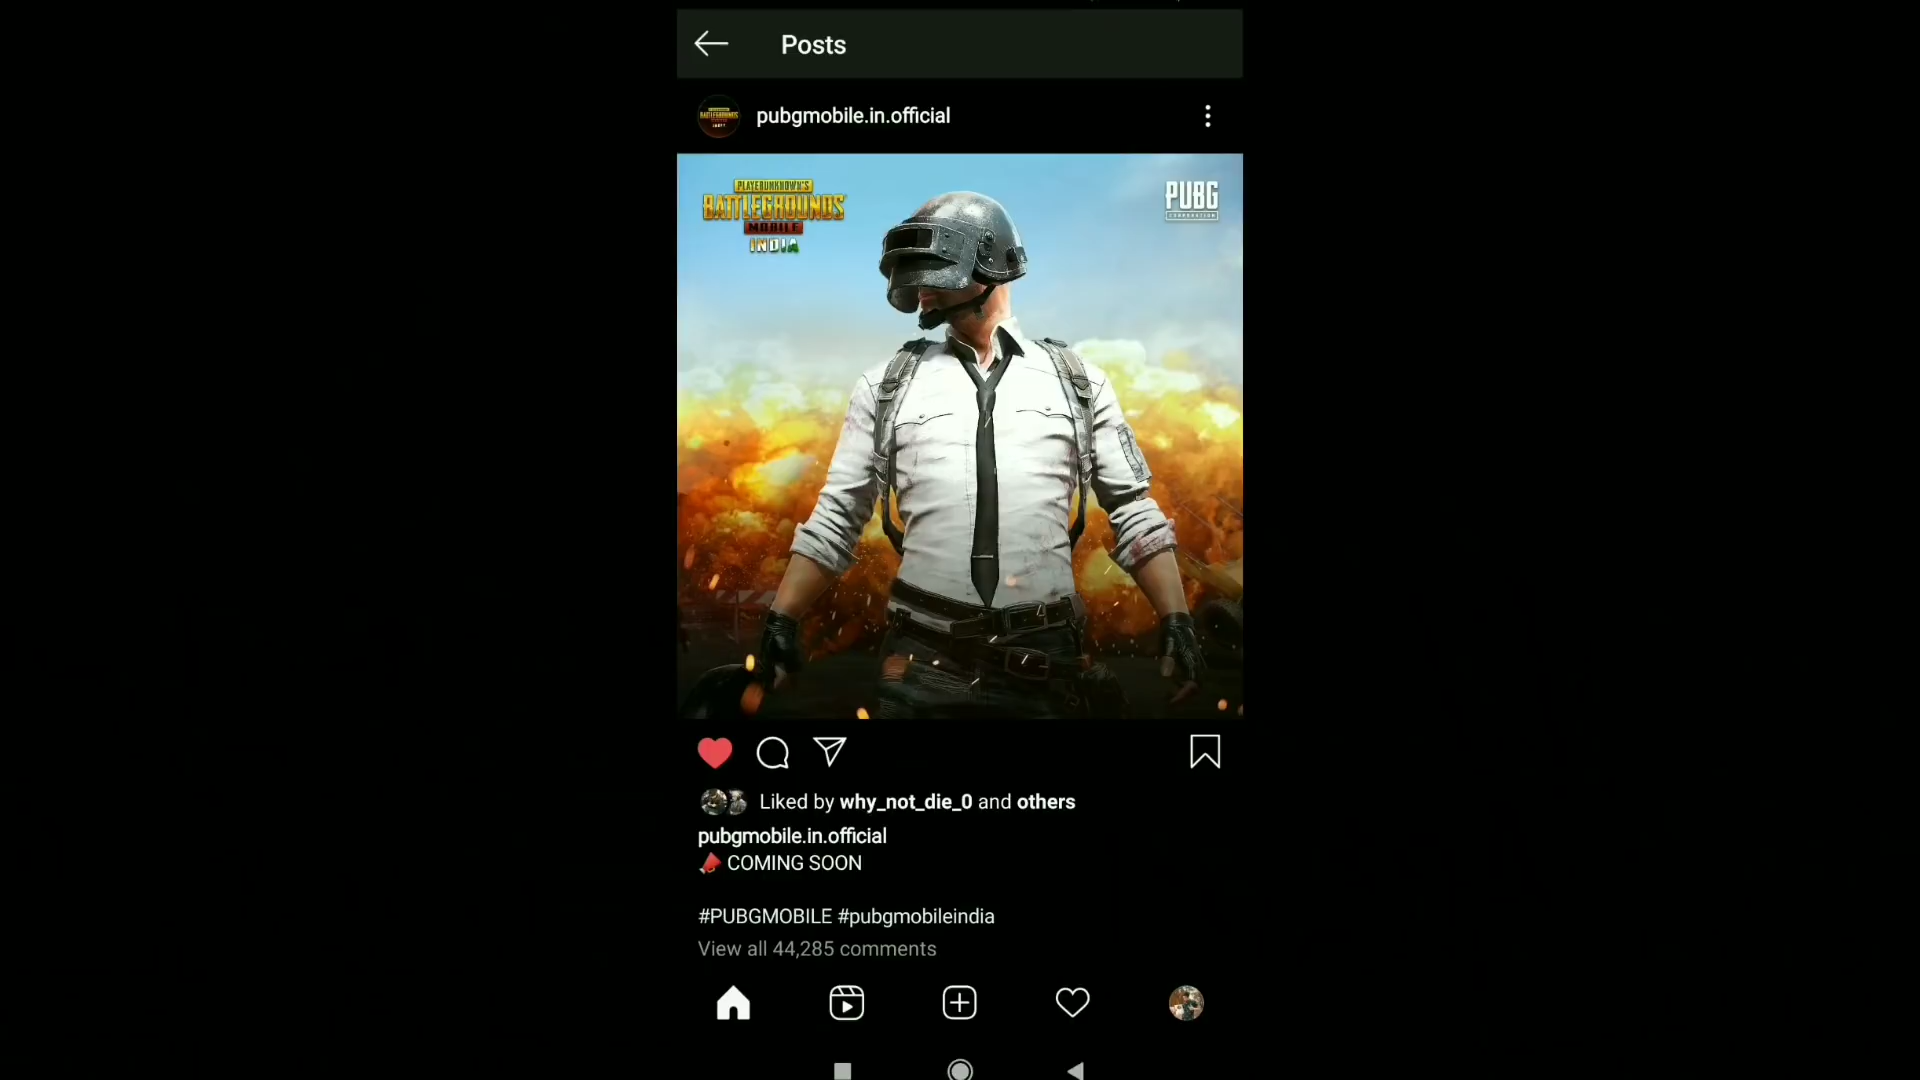 Posts
pubgmobile.in.official
PLAYERUNKNOWN'S
BATTLEGROUNDS
MOBILE
INDIA
PUBG
CORPORATION
Liked by why_not_die_0 and others
pubgmobile.in.official
COMING SOON
#PUBGMOBILE #pubgmobileindia
View all 44,285 comments